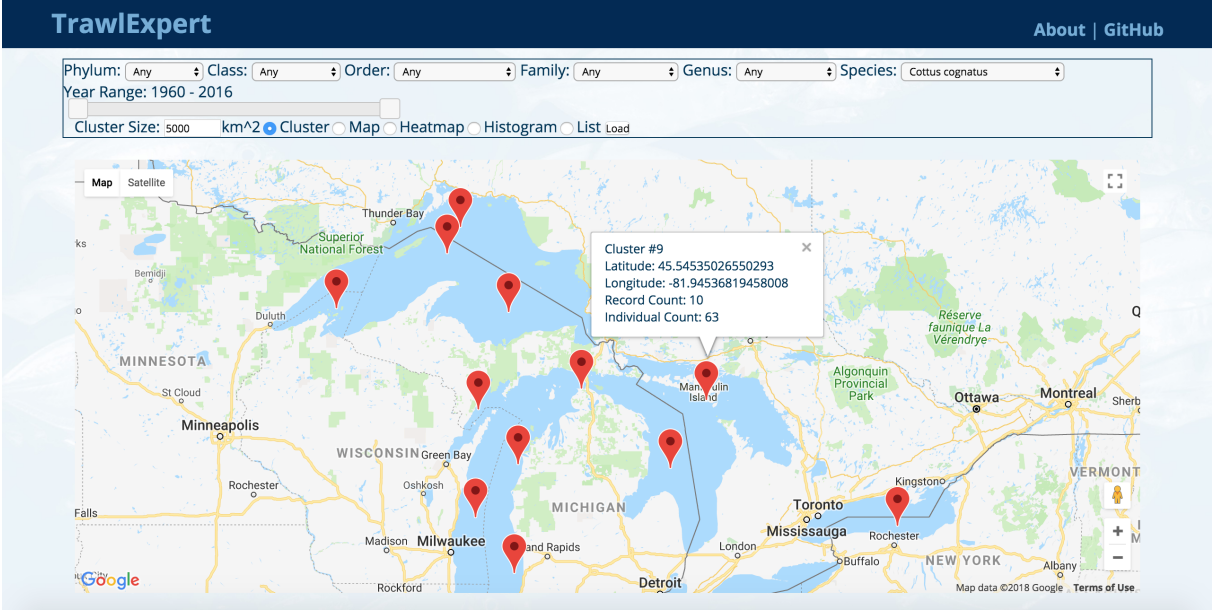 TrawlExpert
About | GitHub
Phylum: Any Class: Any Order: Any Family: Any Genus: Any Species: Cottus cognatus
Year Range: 1960 - 2016
Cluster Size: 5000 km^2 Cluster Map Heatmap Histogram List Load
Map Satellite
Thunder Bay
Superior
National Forest
ks
Bemidji
Duluth
Cluster #9
Latitude: 45.54535026550293
Longitude: -81.94536819458008
Record Count: 10
Individual Count: 63
Q
Réserve
faunique La
Vérendrye
MINNESOTA
St Cloud
Minneapolis
Island
Algonquin
Provincial
Park
Ottawa
Montreal
Sherb
WISCONSIN
Green Bay
Oshkosh
Rochester
Falls
MICHIGAN
Kingston
VERMONT
Toronto
Mississauga
Rochester
Madison
Milwaukee
and Rapids
London
Buffalo
NEW YORK
Albany
M
Rockford
Detroit
Google
Map data ©2018 Google Terms of Use